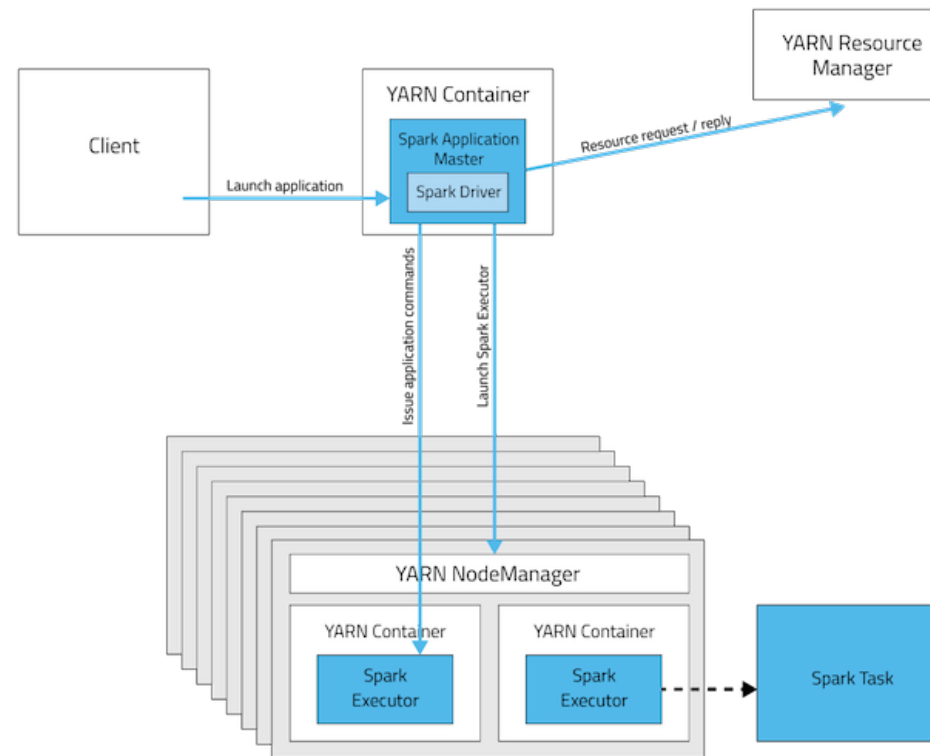 YARN Resource
Manager
Client
YARN Container
Spark Application
Master
Spark Driver
Launch application
Resource request / reply
Issue application commands
Launch Spark Executor
YARN NodeManager
YARN Container
Spark
Executor
YARN Container
Spark
Executor
Spark Task